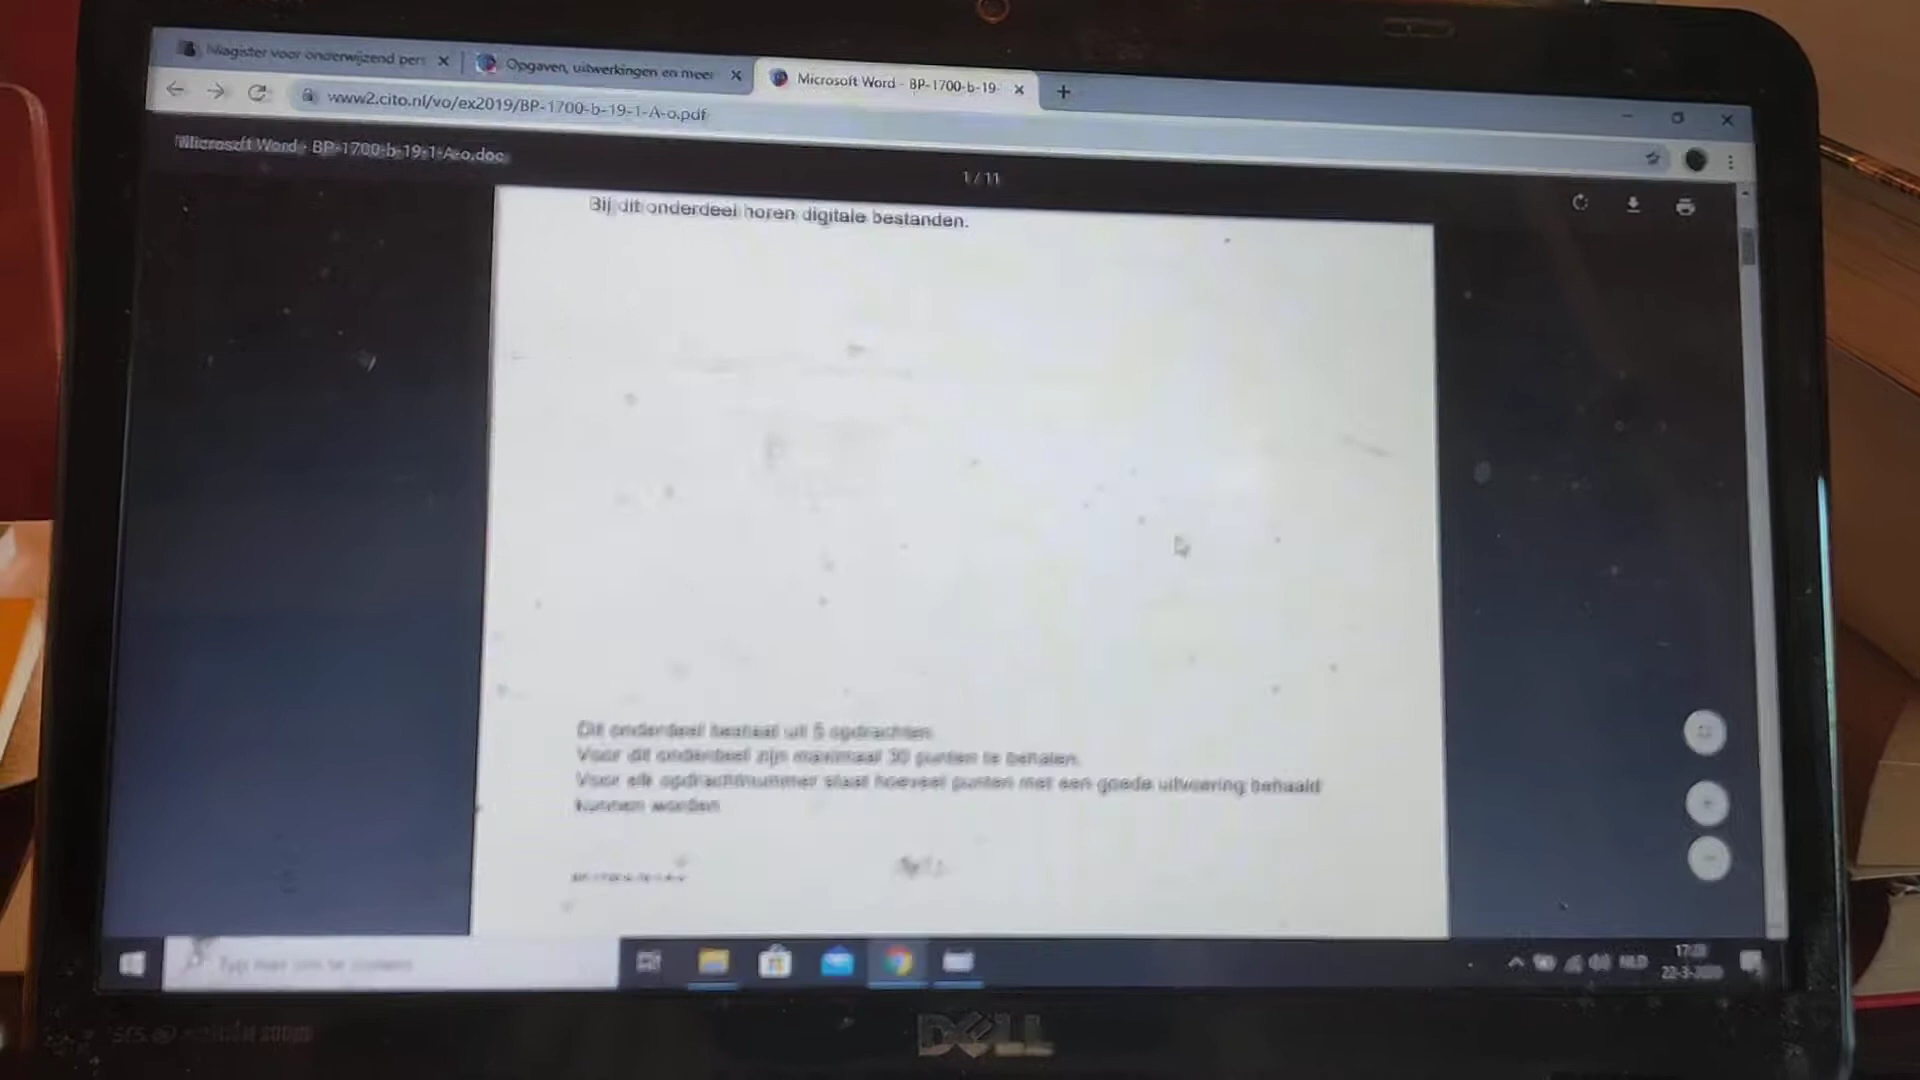 Magister voor onderwijzend pers
Opgaven, uitwerkingen en meer
Microsoft Word - BP-1700-b-19-
www2.cito.nl/vo/ex2019/BP-1700-b-19-1-A-o.pdf
Microsoft Word - BP-1700-b-19-1-A-o.doc
1 / 11
Bij dit onderdeel horen digitale bestanden.
Dit onderdeel bestaat uit 5 opdrachten.
Voor dit onderdeel zijn maximaal 30 punten te behalen.
Voor elk opdrachtnummer staat hoeveel punten met een goede uitvoering behaald
kunnen worden.
NLD
DELL